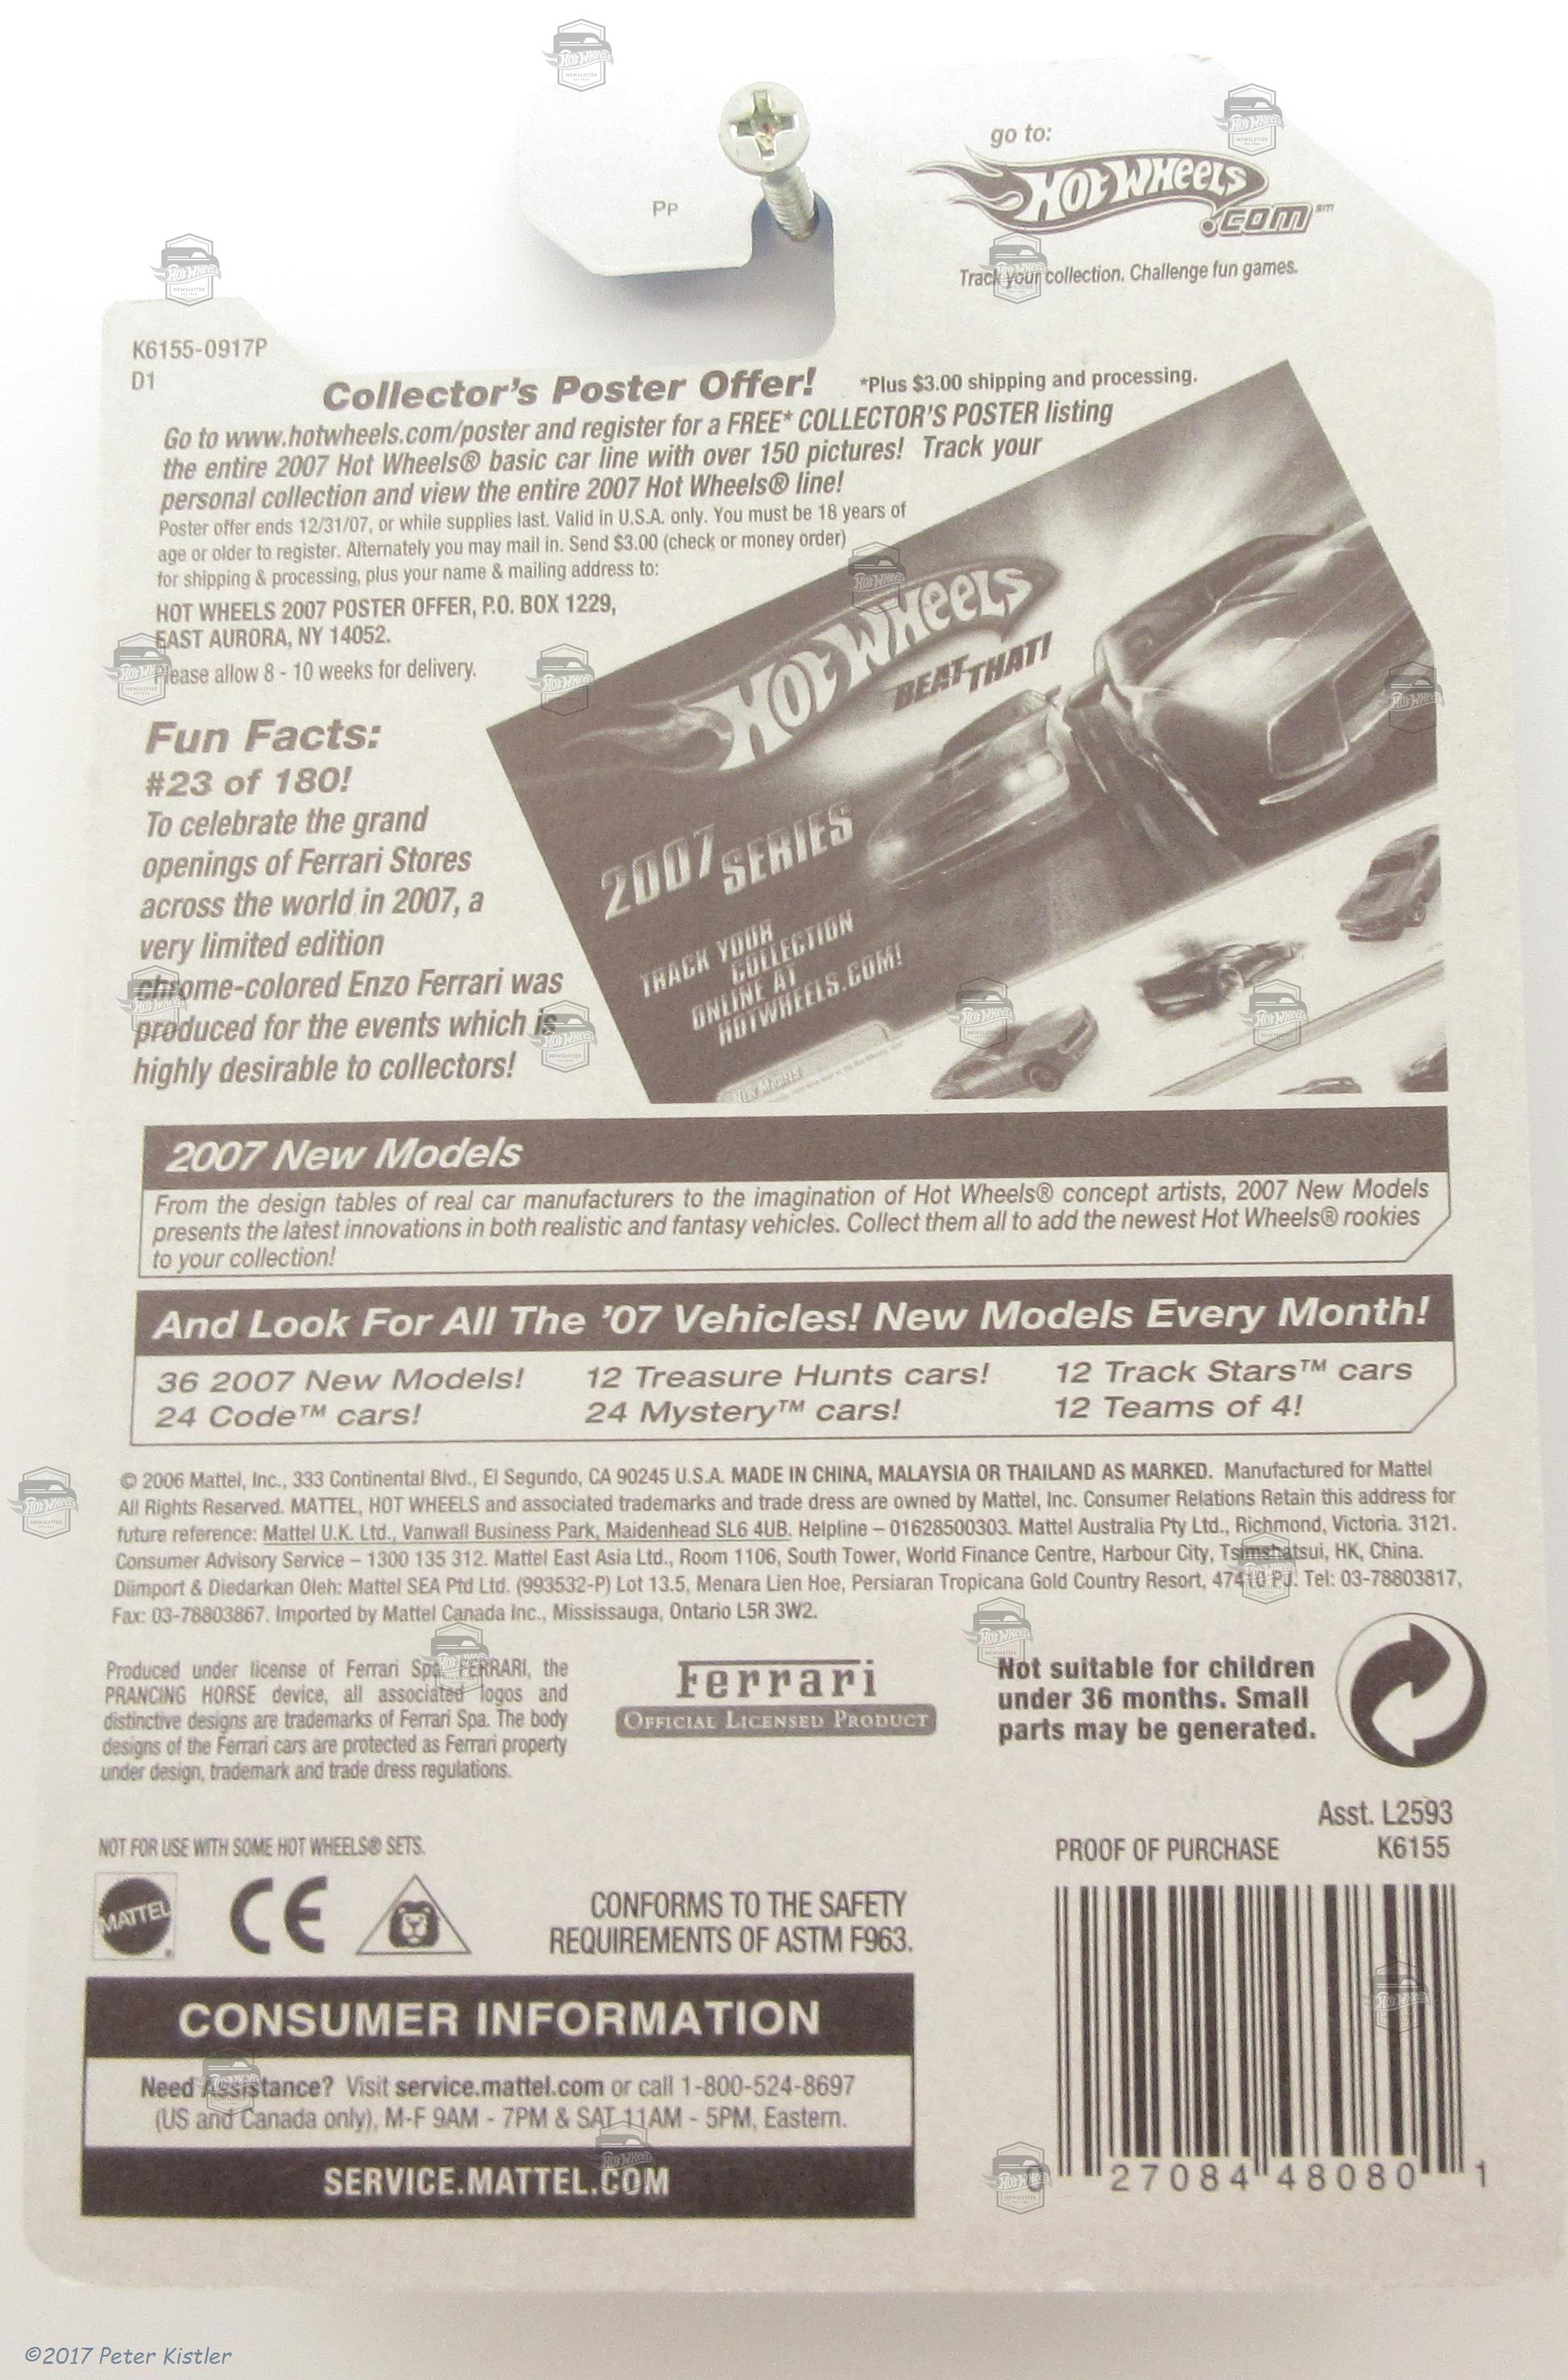 go to:
HOT WHEELS
.COM℠
Track your collection. Challenge fun games.
PP
K6155-0917P
D1
Collector's Poster Offer! *Plus $3.00 shipping and processing.
Go to www.hotwheels.com/poster and register for a FREE* COLLECTOR'S POSTER listing
the entire 2007 Hot Wheels® basic car line with over 150 pictures! Track your
personal collection and view the entire 2007 Hot Wheels® line!
Poster offer ends 12/31/07, or while supplies last. Valid in U.S.A. only. You must be 18 years of
age or older to register. Alternately you may mail in. Send $3.00 (check or money order)
for shipping & processing, plus your name & mailing address to:
HOT WHEELS 2007 POSTER OFFER, P.O. BOX 1229,
EAST AURORA, NY 14052.
Please allow 8 - 10 weeks for delivery.
HOT WHEELS
BEAT THAT!
2007 SERIES
TRACK YOUR
COLLECTION
ONLINE AT
HOTWHEELS.COM!
Fun Facts:
#23 of 180!
To celebrate the grand
openings of Ferrari Stores
across the world in 2007, a
very limited edition
chrome-colored Enzo Ferrari was
produced for the events which is
highly desirable to collectors!
2007 New Models
From the design tables of real car manufacturers to the imagination of Hot Wheels® concept artists, 2007 New Models
presents the latest innovations in both realistic and fantasy vehicles. Collect them all to add the newest Hot Wheels® rookies
to your collection!
And Look For All The '07 Vehicles! New Models Every Month!
36 2007 New Models! 12 Treasure Hunts cars! 12 Track Stars™ cars
24 Code™ cars! 24 Mystery™ cars! 12 Teams of 4!
© 2006 Mattel, Inc., 333 Continental Blvd., El Segundo, CA 90245 U.S.A. MADE IN CHINA, MALAYSIA OR THAILAND AS MARKED. Manufactured for Mattel
All Rights Reserved. MATTEL, HOT WHEELS and associated trademarks and trade dress are owned by Mattel, Inc. Consumer Relations Retain this address for
future reference: Mattel U.K. Ltd., Vanwall Business Park, Maidenhead SL6 4UB. Helpline – 01628500303. Mattel Australia Pty Ltd., Richmond, Victoria. 3121.
Consumer Advisory Service – 1300 135 312. Mattel East Asia Ltd., Room 1106, South Tower, World Finance Centre, Harbour City, Tsimshatsui, HK, China.
Diimport & Diedarkan Oleh: Mattel SEA Ptd Ltd. (993532-P) Lot 13.5, Menara Lien Hoe, Persiaran Tropicana Gold Country Resort, 47410 PJ. Tel: 03-78803817,
Fax: 03-78803867. Imported by Mattel Canada Inc., Mississauga, Ontario L5R 3W2.
Produced under license of Ferrari Spa. FERRARI, the
PRANCING HORSE device, all associated logos and
distinctive designs are trademarks of Ferrari Spa. The body
designs of the Ferrari cars are protected as Ferrari property
under design, trademark and trade dress regulations.
Ferrari
OFFICIAL LICENSED PRODUCT
Not suitable for children
under 36 months. Small
parts may be generated.
Asst. L2593
PROOF OF PURCHASE K6155
NOT FOR USE WITH SOME HOT WHEELS® SETS.
MATTEL®
CE
CONFORMS TO THE SAFETY
REQUIREMENTS OF ASTM F963.
CONSUMER INFORMATION
Need Assistance? Visit service.mattel.com or call 1-800-524-8697
(US and Canada only), M-F 9AM - 7PM & SAT 11AM - 5PM, Eastern.
SERVICE.MATTEL.COM
0 27084 48080 1
©2017 Peter Kistler